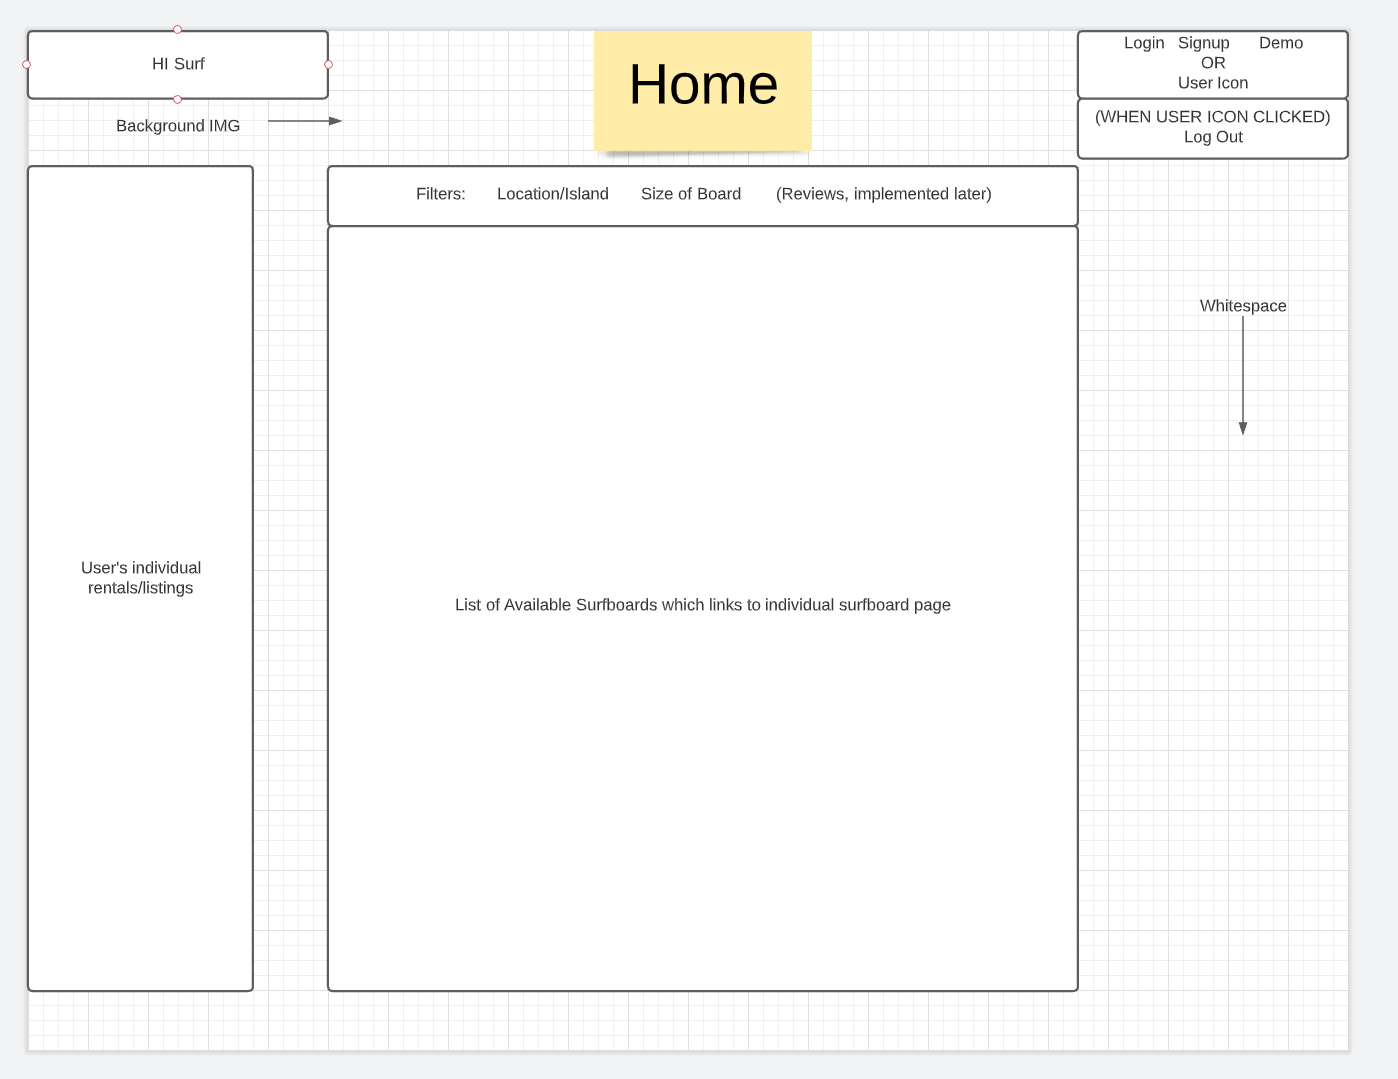 HI Surf
Home
Login Signup Demo
OR
User Icon
(WHEN USER ICON CLICKED)
Log Out
Background IMG
Filters: Location/Island Size of Board (Reviews, implemented later)
Whitespace
User's individual
rentals/listings
List of Available Surfboards which links to individual surfboard page